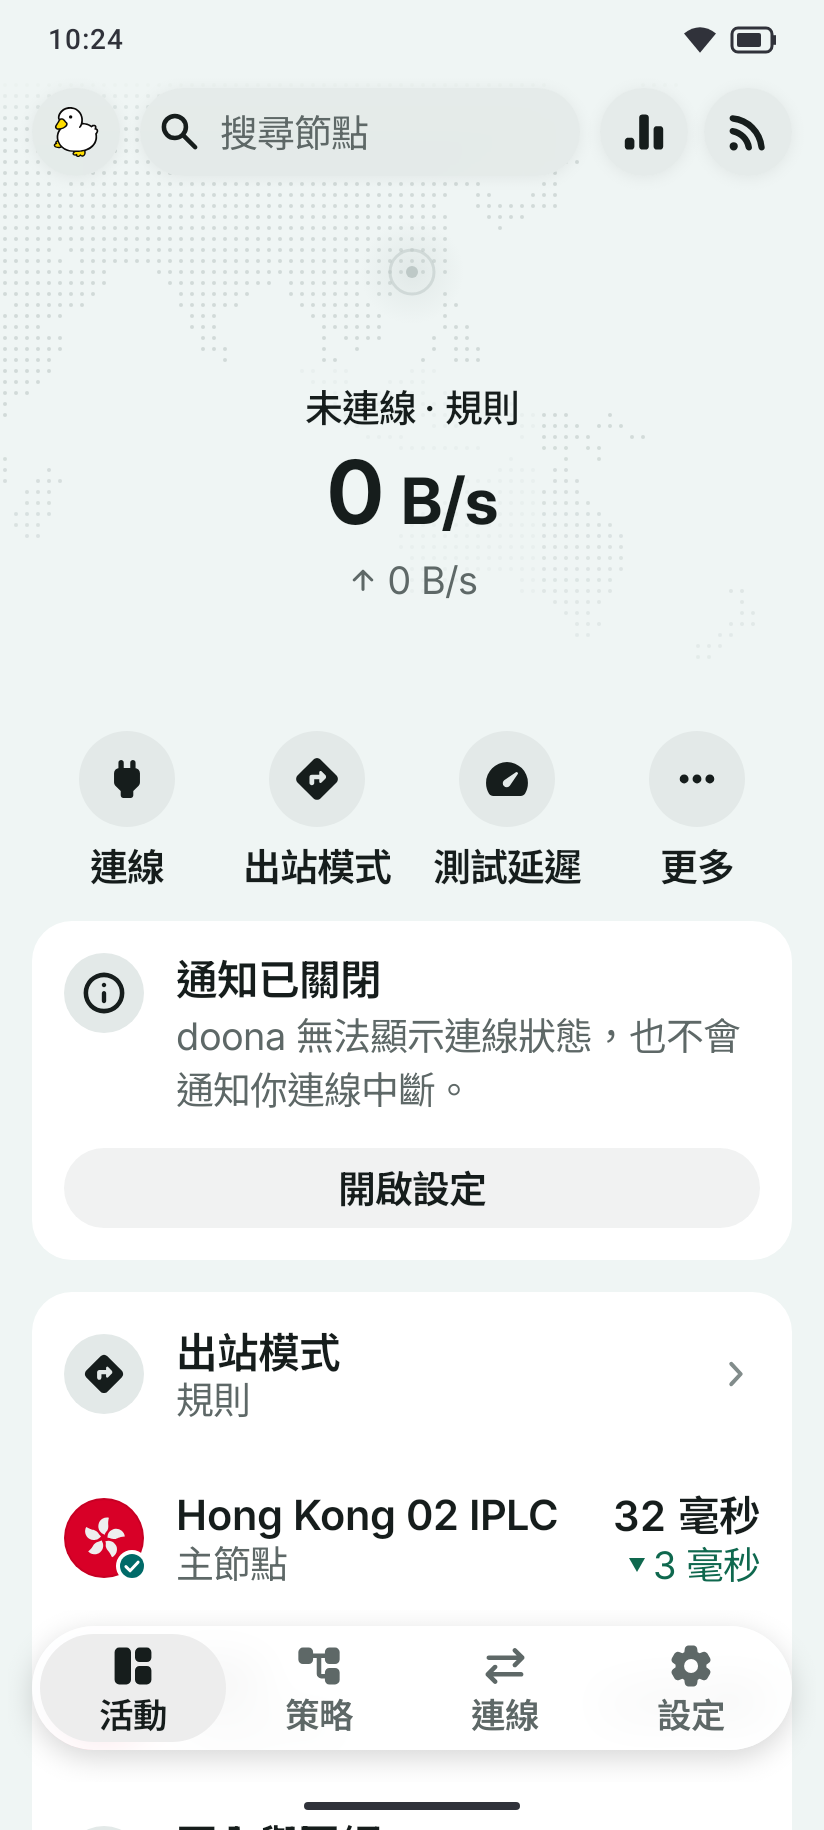 10:24
搜尋節點
未連線 · 規則
0 B/s
↑ 0 B/s
連線
出站模式
測試延遲
更多
通知已關閉
doona 無法顯示連線狀態，也不會
通知你連線中斷。
開啟設定
出站模式
規則
Hong Kong 02 IPLC
32 毫秒
主節點
▼3 毫秒
活動
策略
連線
設定